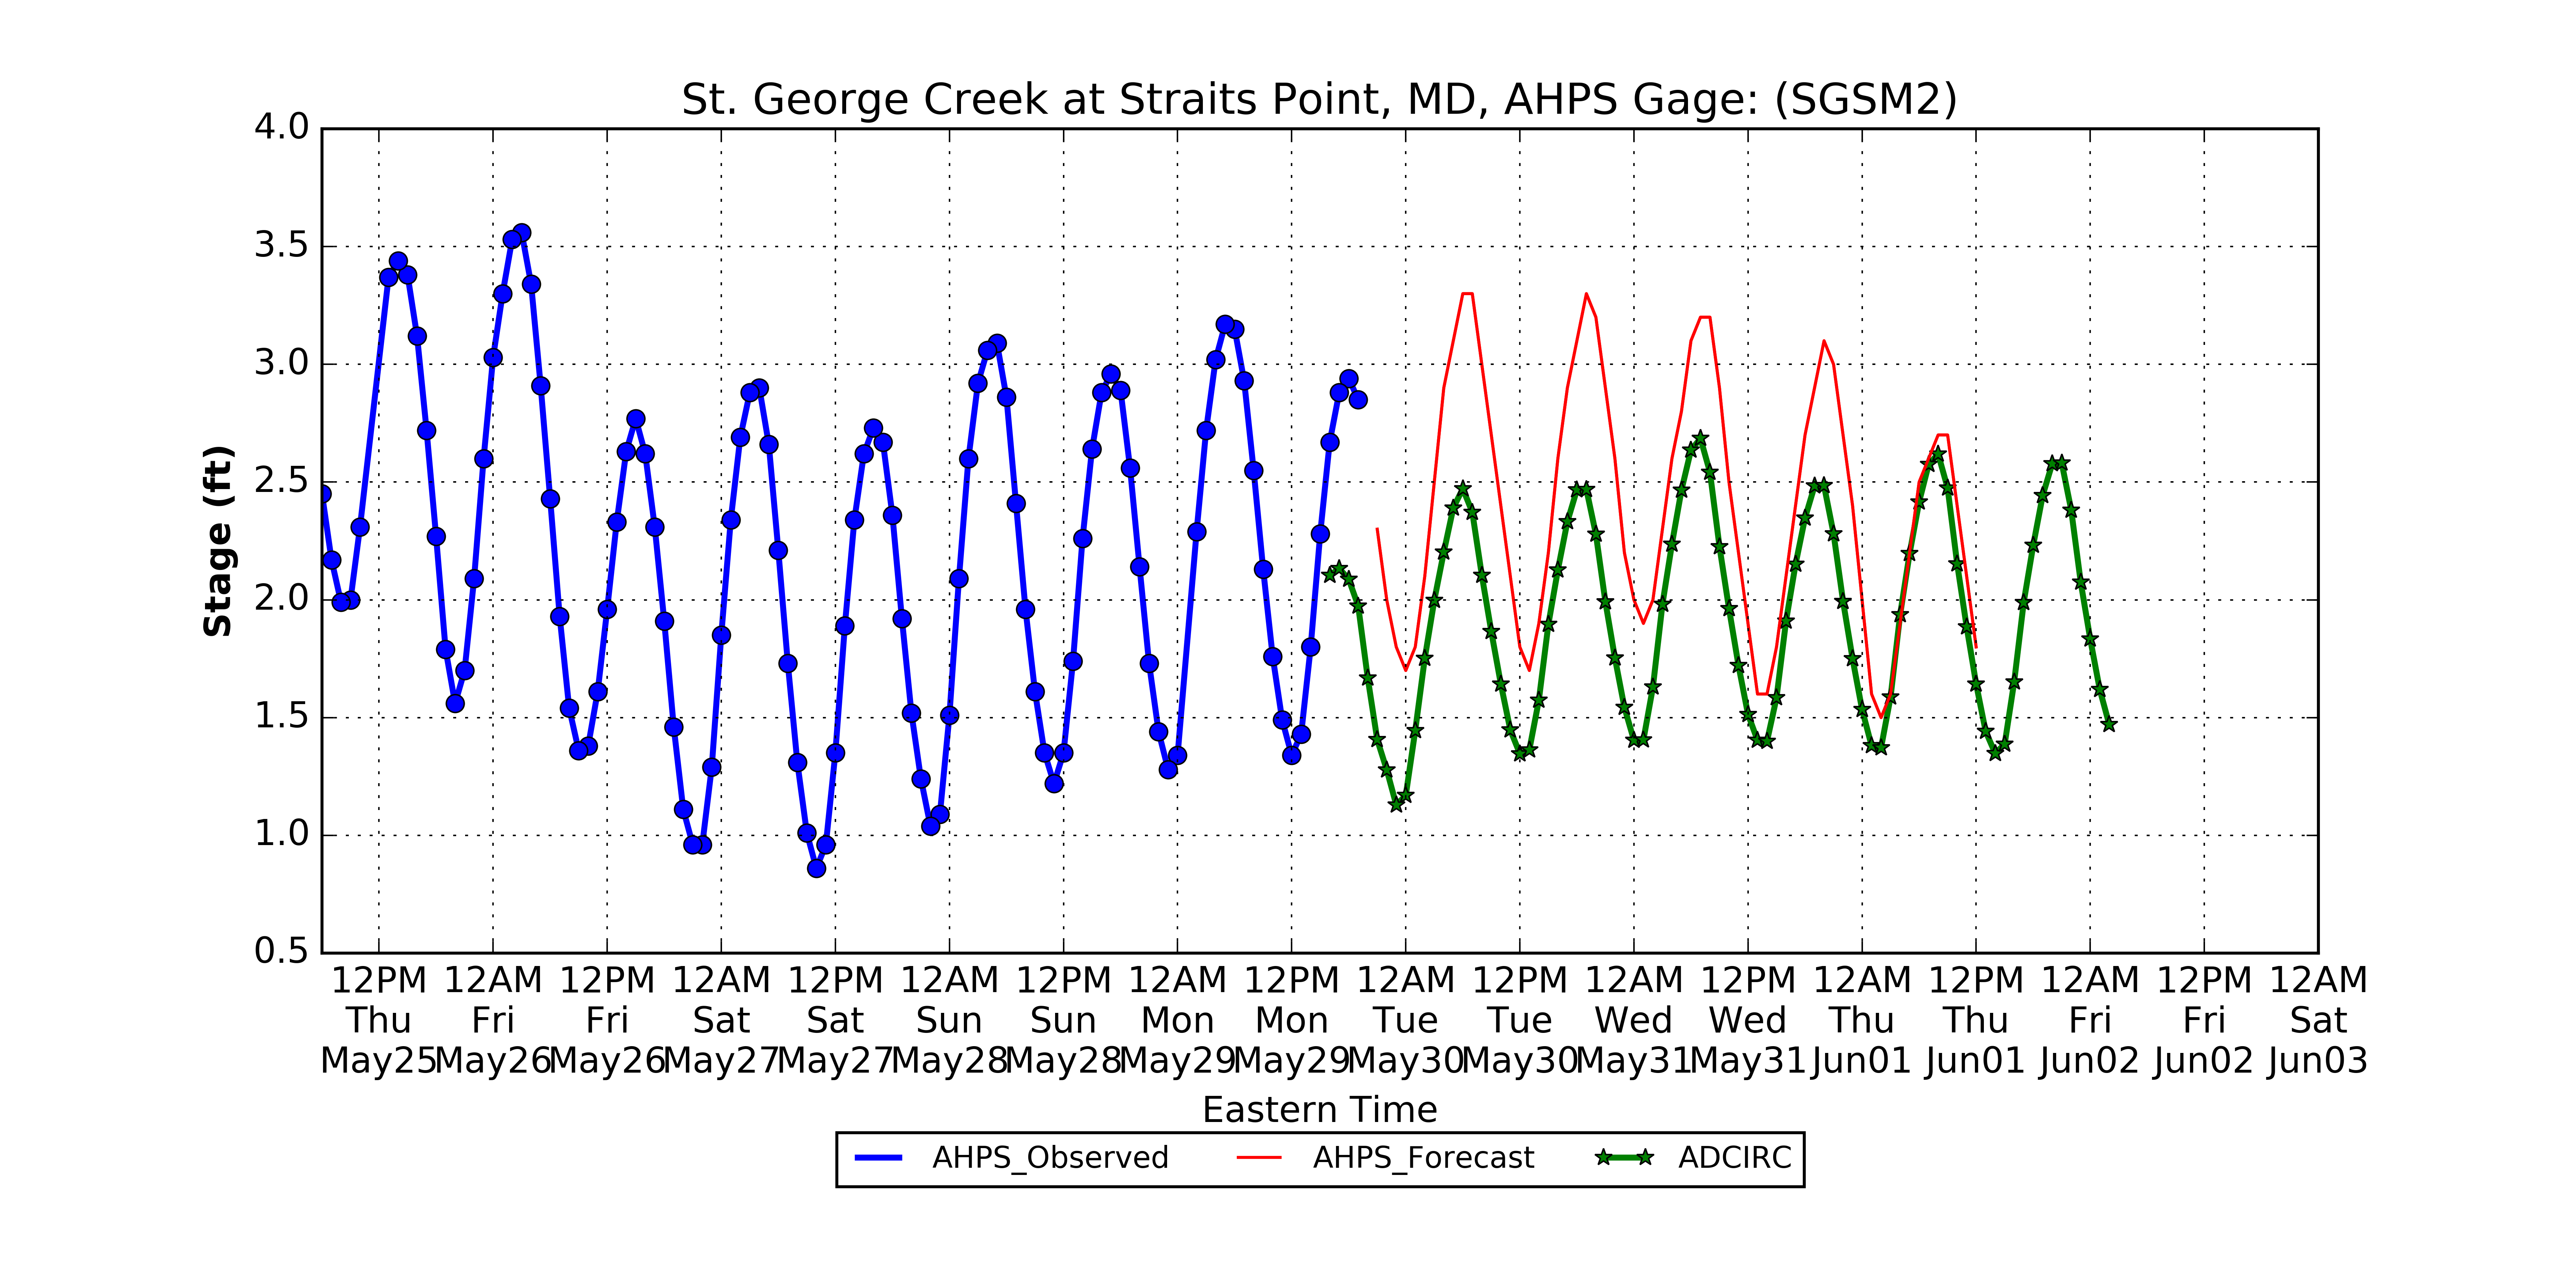 St. George Creek at Straits Point, MD, AHPS Gage: (SGSM2)
4.0
3.5
3.0
2.5
2.0
1.5
1.0
0.5
Stage (ft)
12PM 12AM 12PM 12AM 12PM 12AM 12PM 12AM 12PM 12AM 12PM 12AM 12PM 12AM 12PM 12AM 12PM 12AM
Thu Fri Fri Sat Sat Sun Sun Mon Mon Tue Tue Wed Wed Thu Thu Fri Fri Sat
May25 May26 May26 May27 May27 May28 May28 May29 May29 May30 May30 May31 May31 Jun01 Jun01 Jun02 Jun02 Jun03
Eastern Time
AHPS_Observed AHPS_Forecast ADCIRC